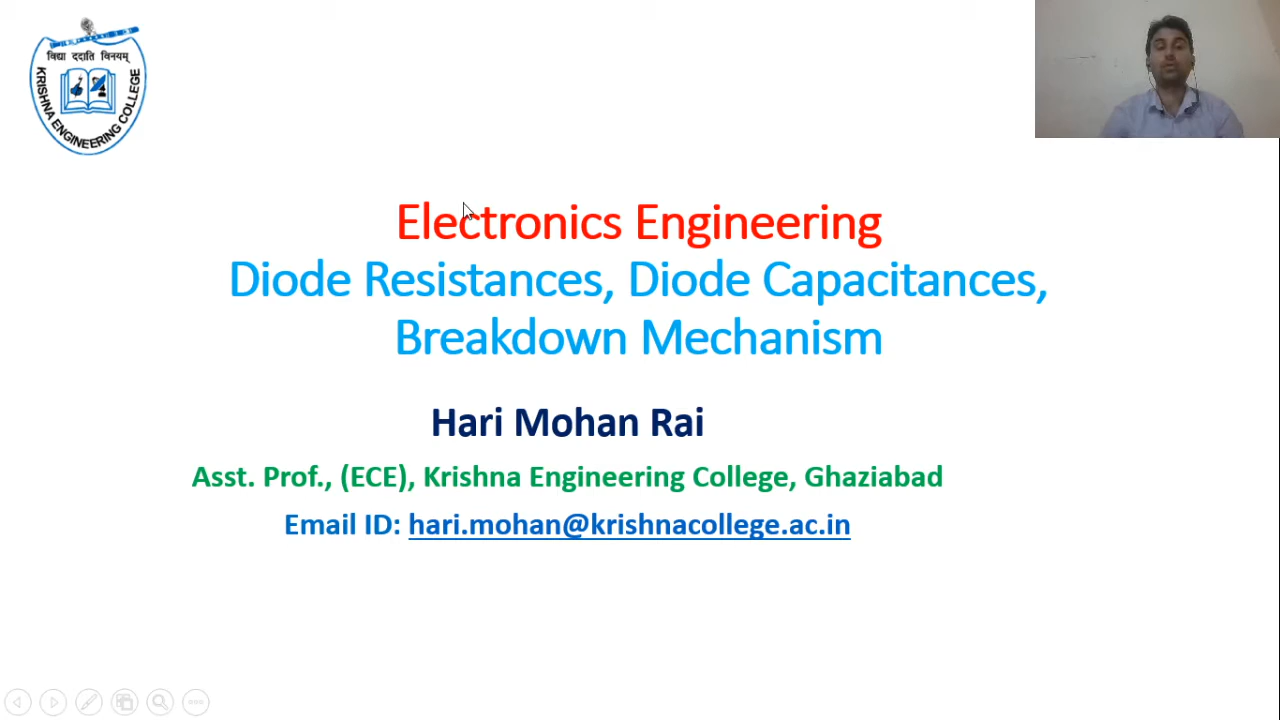 विद्या ददाति विनयम्
KRISHNA ENGINEERING COLLEGE
Electronics Engineering
Diode Resistances, Diode Capacitances,
Breakdown Mechanism
Hari Mohan Rai
Asst. Prof., (ECE), Krishna Engineering College, Ghaziabad
Email ID: hari.mohan@krishnacollege.ac.in